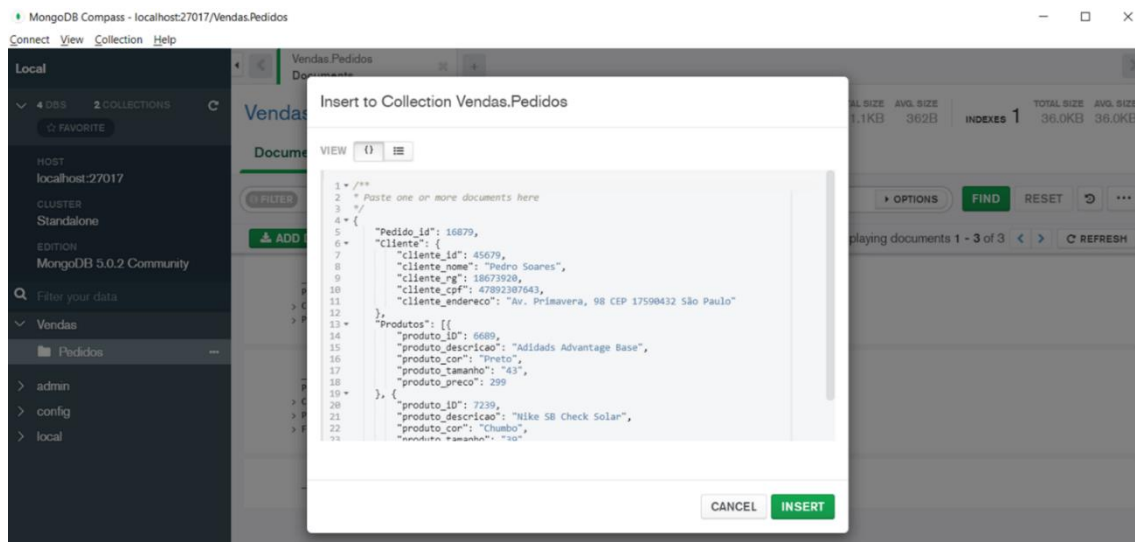 MongoDB Compass - localhost:27017/Vendas.Pedidos
Connect View Collection Help
Local
4 DBS 2 COLLECTIONS
FAVORITE
HOST
localhost:27017
CLUSTER
Standalone
EDITION
MongoDB 5.0.2 Community
Filter your data
Vendas
Pedidos
admin
config
local
Vendas.Pedidos
Documents
Vendas
AVG. SIZE
1.1KB 362B
INDEXES 1
TOTAL SIZE AVG. SIZE
36.0KB 36.0KB
Docume
FILTER
OPTIONS
FIND
RESET
ADD
playing documents 1 - 3 of 3
REFRESH
Insert to Collection Vendas.Pedidos
VIEW {}
1 /**
2 * Paste one or more documents here
3 */
4 {
5 "Pedido_id": 16879,
6 "Cliente": {
7 "cliente_id": 45679,
8 "cliente_nome": "Pedro Soares",
9 "cliente_rg": 18673920,
10 "cliente_cpf": 47892307643,
11 "cliente_endereco": "Av. Primavera, 98 CEP 17590432 São Paulo"
12 },
13 "Produtos": [{
14 "produto_iD": 6689,
15 "produto_descricao": "Adidads Advantage Base",
16 "produto_cor": "Preto",
17 "produto_tamanho": "43",
18 "produto_preco": 299
19 }, {
20 "produto_iD": 7239,
21 "produto_descricao": "Nike SB Check Solar",
22 "produto_cor": "Chumbo",
23 "produto_tamanho": "39"
CANCEL
INSERT